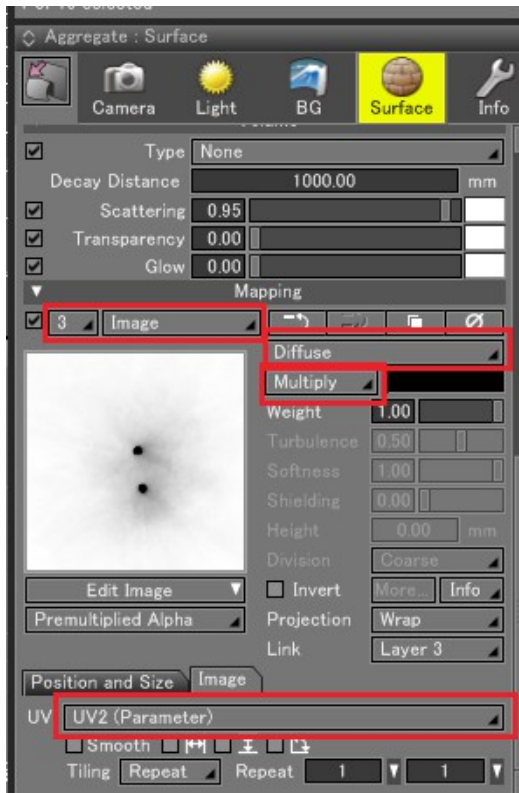 Aggregate : Surface
Camera Light BG Surface Info
Type None
Decay Distance 1000.00 mm
Scattering 0.95
Transparency 0.00
Glow 0.00
Mapping
3 Image
Diffuse
Multiply
Weight 1.00
Turbulence 0.50
Softness 1.00
Shielding 0.00
Height 0.00 mm
Division Coarse
Edit Image Invert More... Info
Premultiplied Alpha Projection Wrap
Link Layer 3
Position and Size Image
UV UV2 (Parameter)
Smooth
Tiling Repeat Repeat 1 1